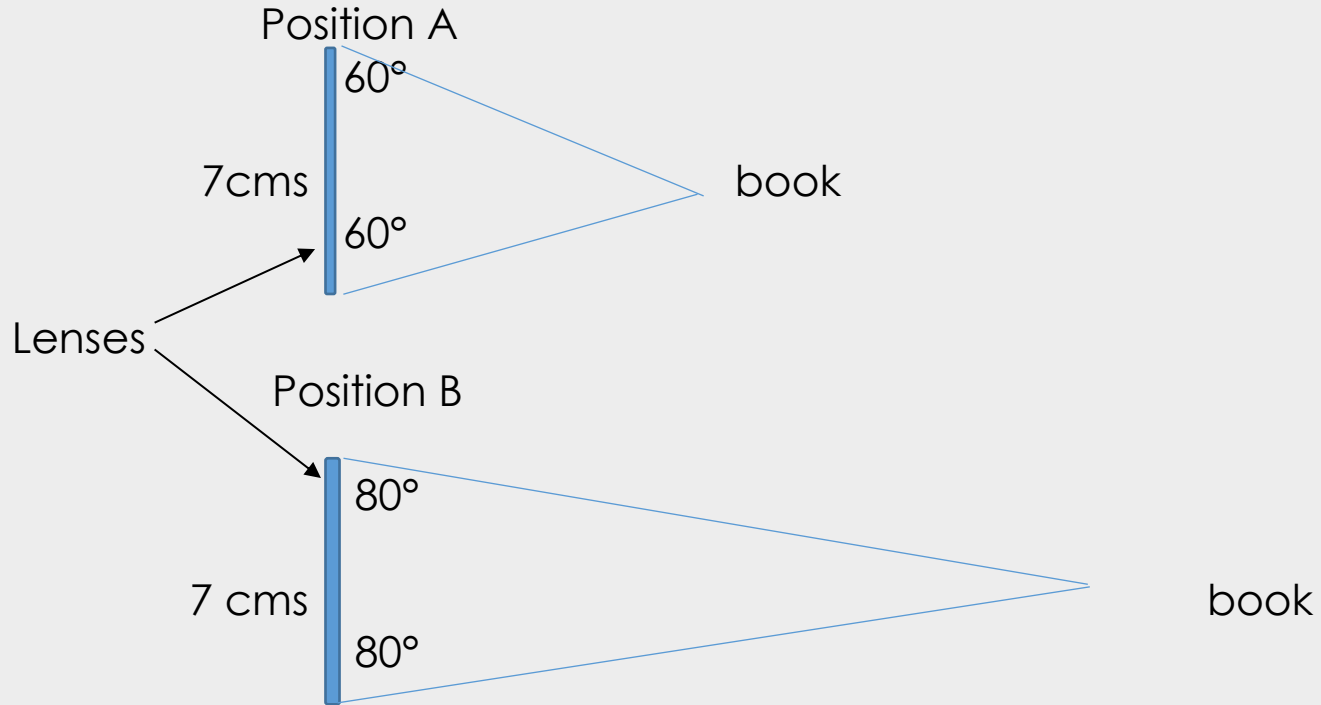 Position A
60°
7cms
book
60°
Lenses
Position B
80°
7 cms
book
80°